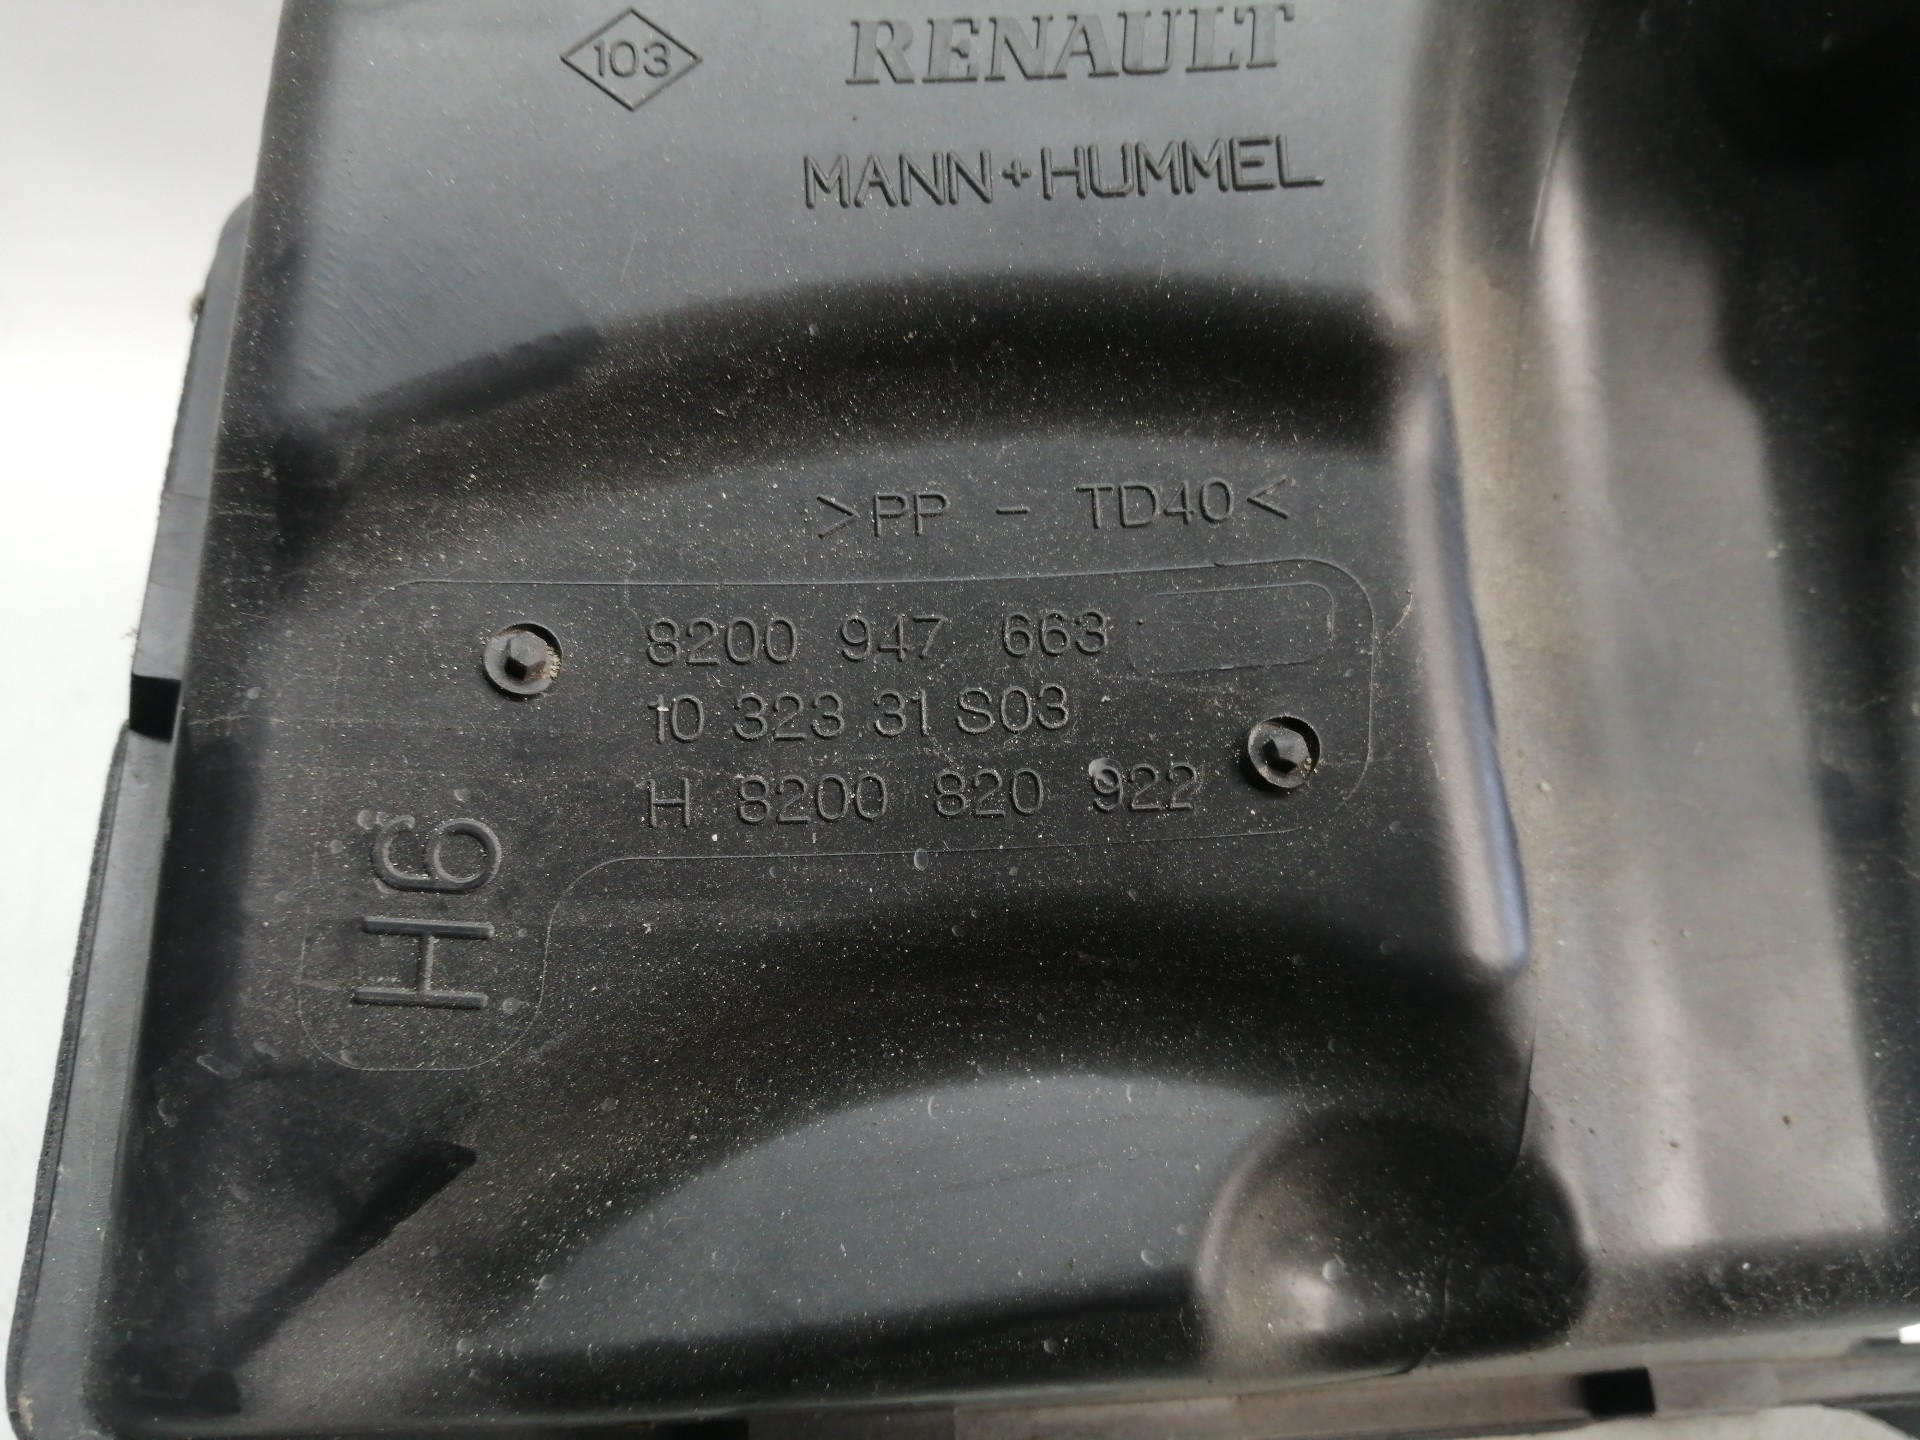 103
RENAULT
MANN+HUMMEL
>PP - TD40<
8200 947 663
10 323 31 S03
H 8200 820 922
H6